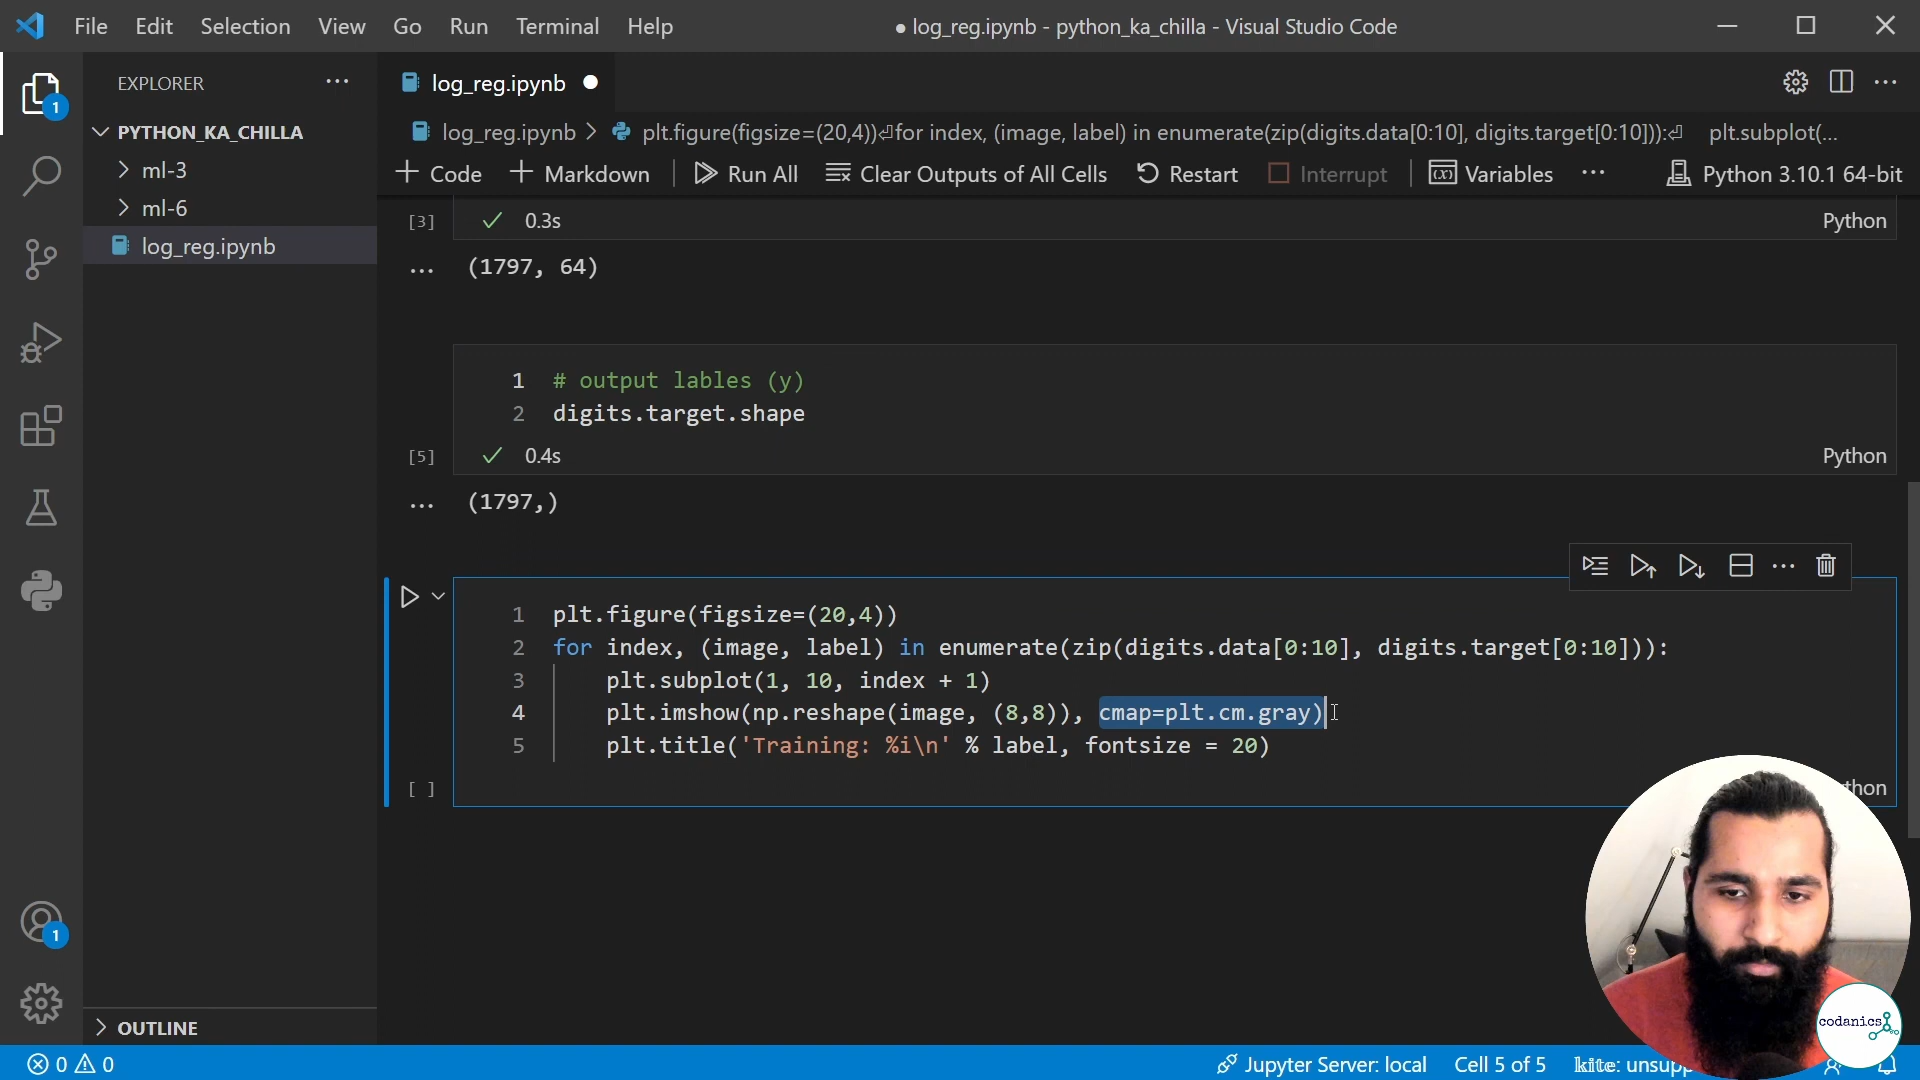 File Edit Selection View Go Run Terminal Help
● log_reg.ipynb - python_ka_chilla - Visual Studio Code
EXPLORER
log_reg.ipynb
1
PYTHON_KA_CHILLA
log_reg.ipynb > plt.figure(figsize=(20,4))⏎for index, (image, label) in enumerate(zip(digits.data[0:10], digits.target[0:10])):⏎ plt.subplot(...
ml-3
ml-6
log_reg.ipynb
Code Markdown Run All Clear Outputs of All Cells Restart Interrupt Variables Python 3.10.1 64-bit
[3] 0.3s Python
(1797, 64)
1 # output lables (y)
2 digits.target.shape
[5] 0.4s Python
(1797,)
1 plt.figure(figsize=(20,4))
2 for index, (image, label) in enumerate(zip(digits.data[0:10], digits.target[0:10])):
3 plt.subplot(1, 10, index + 1)
4 plt.imshow(np.reshape(image, (8,8)), cmap=plt.cm.gray)
5 plt.title('Training: %i\n' % label, fontsize = 20)
[ ] thon
1
OUTLINE
codanics
0 0
Jupyter Server: local Cell 5 of 5 kite: unsupp